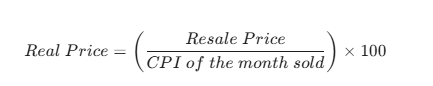 Real Price = (Resale Price / CPI of the month sold) × 100